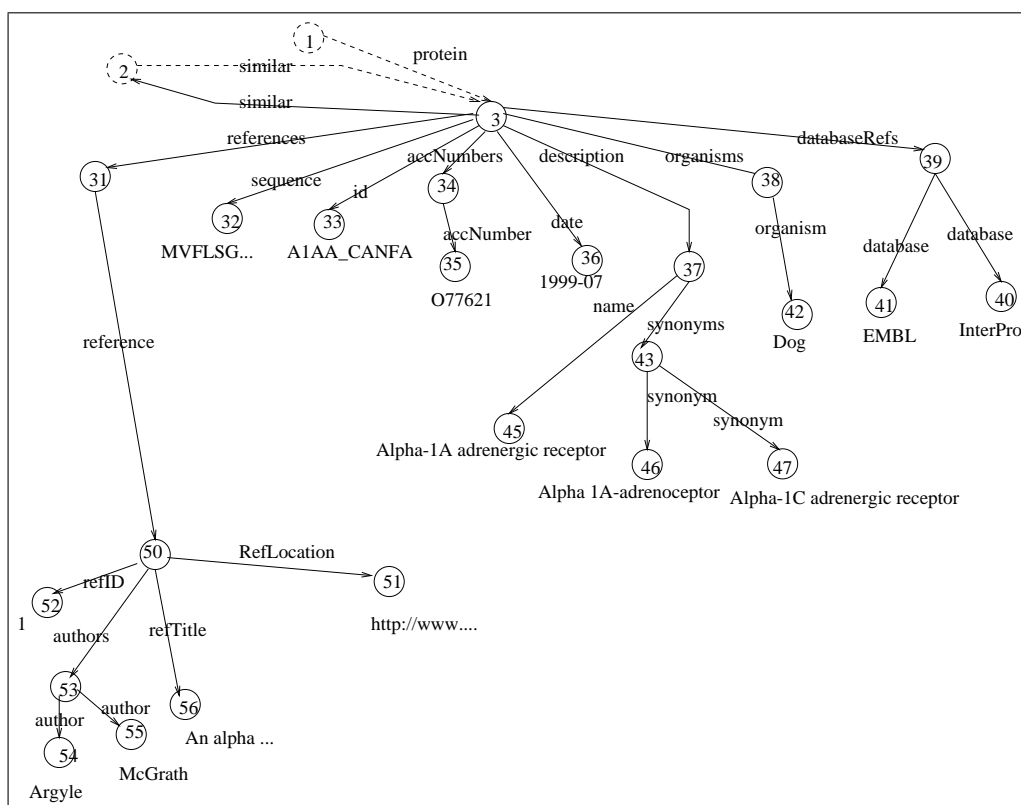 1
protein
2
similar
similar
3
references
accNumbers
description
organisms
databaseRefs
39
31
sequence
id
34
38
32
33
MVFLSG...
A1AA_CANFA
accNumber
date
organism
database
database
35
36
37
O77621
1999-07
41
40
42
EMBL
InterPro
name
synonyms
Dog
reference
43
synonym
synonym
45
Alpha-1A adrenergic receptor
46
47
Alpha 1A-adrenoceptor
Alpha-1C adrenergic receptor
50
RefLocation
refID
51
52
1
http://www....
authors
refTitle
53
author
author
56
55
An alpha ...
54
McGrath
Argyle